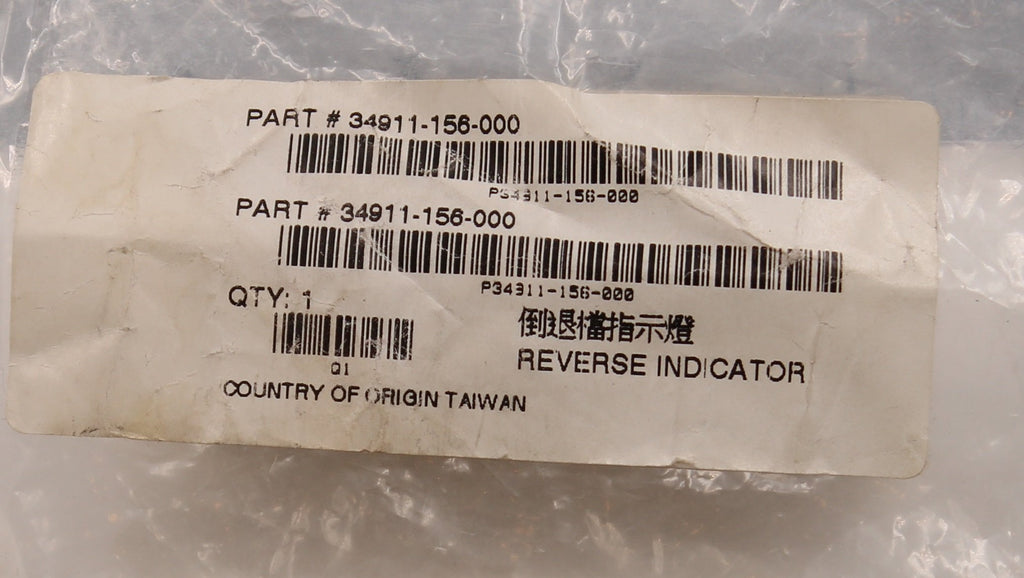 PART # 34911-156-000
P34911-156-000
PART # 34911-156-000
P34911-156-000
QTY: 1
Q1
倒退檔指示燈
REVERSE INDICATOR
COUNTRY OF ORIGIN TAIWAN